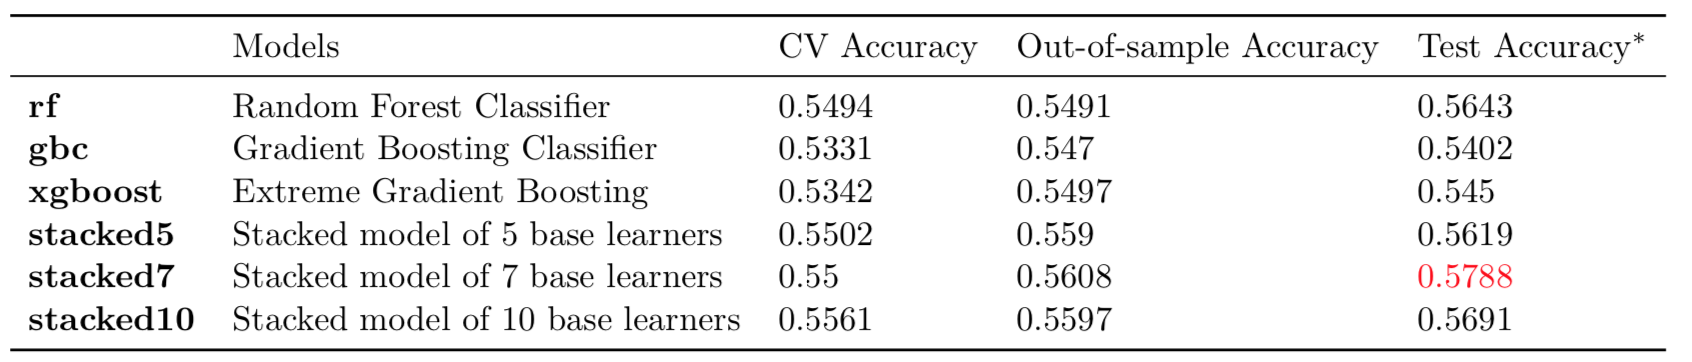 Models CV Accuracy Out-of-sample Accuracy Test Accuracy*
rf Random Forest Classifier 0.5494 0.5491 0.5643
gbc Gradient Boosting Classifier 0.5331 0.547 0.5402
xgboost Extreme Gradient Boosting 0.5342 0.5497 0.545
stacked5 Stacked model of 5 base learners 0.5502 0.559 0.5619
stacked7 Stacked model of 7 base learners 0.55 0.5608 0.5788
stacked10 Stacked model of 10 base learners 0.5561 0.5597 0.5691